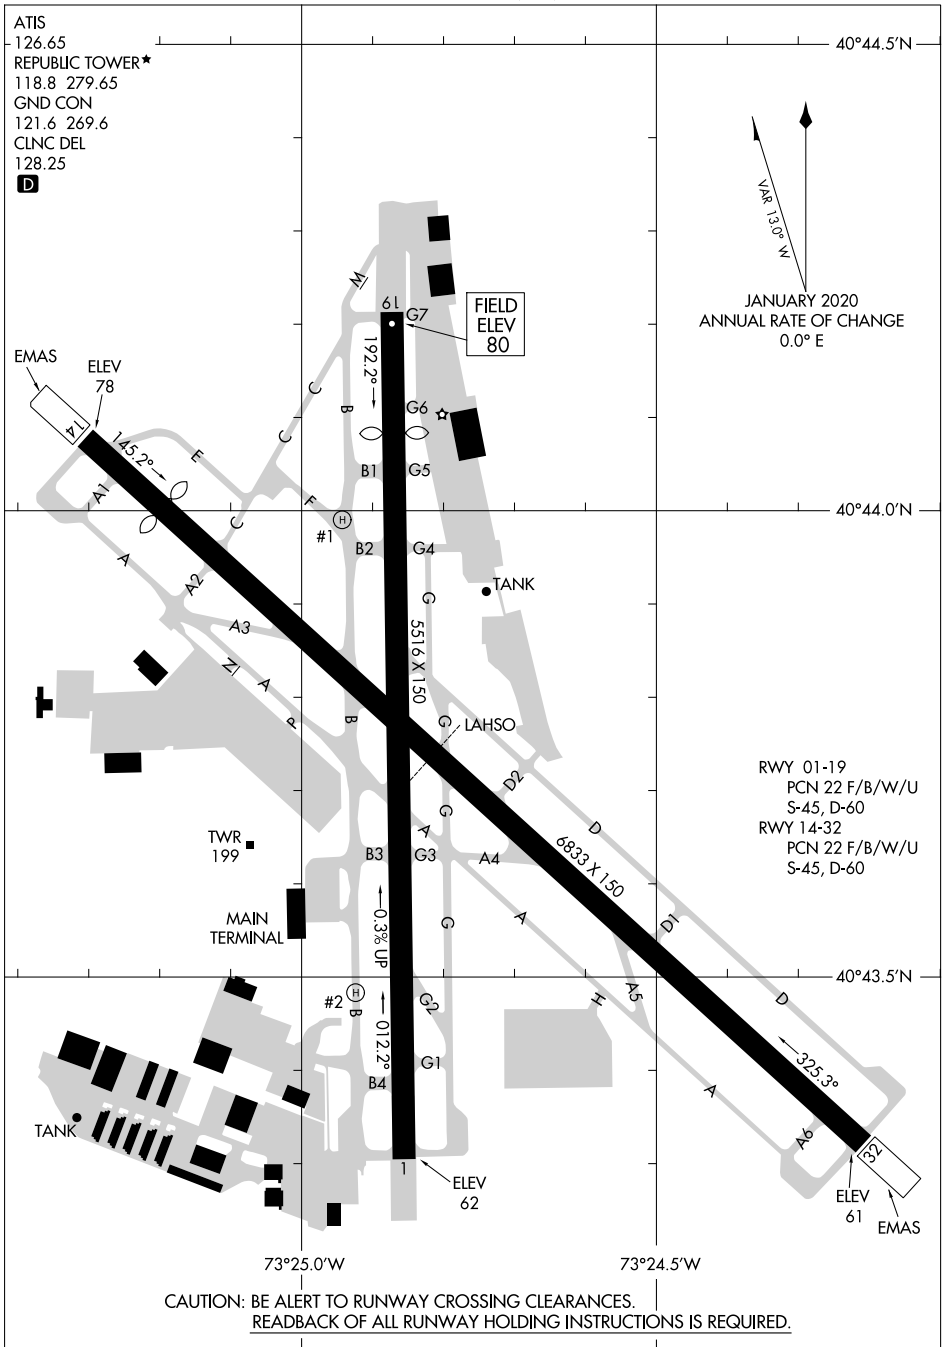 ATIS
126.65
REPUBLIC TOWER★
118.8 279.65
GND CON
121.6 269.6
CLNC DEL
128.25
D
40°44.5'N
VAR 13.0° W
JANUARY 2020
ANNUAL RATE OF CHANGE
0.0° E
W
19
G7
FIELD
ELEV
80
EMAS
ELEV
78
14
145.2°
192.2°
C
B
G6
C
E
B1
G5
A1
F
C
H
#1
40°44.0'N
B2
G4
A
A2
TANK
G
A3
5516 X 150
Z
A
P
B
G
LAHSO
D2
RWY 01-19
PCN 22 F/B/W/U
S-45, D-60
RWY 14-32
PCN 22 F/B/W/U
S-45, D-60
G
D
A
TWR
199
B3
G3
A4
6833 X 150
MAIN
TERMINAL
0.3% UP
G
A
D1
40°43.5'N
#2
H
B
G2
H
A5
D
012.2°
G1
325.3°
B4
A
TANK
A6
32
1
ELEV
62
ELEV
61
EMAS
73°25.0'W
73°24.5'W
CAUTION: BE ALERT TO RUNWAY CROSSING CLEARANCES.
READBACK OF ALL RUNWAY HOLDING INSTRUCTIONS IS REQUIRED.